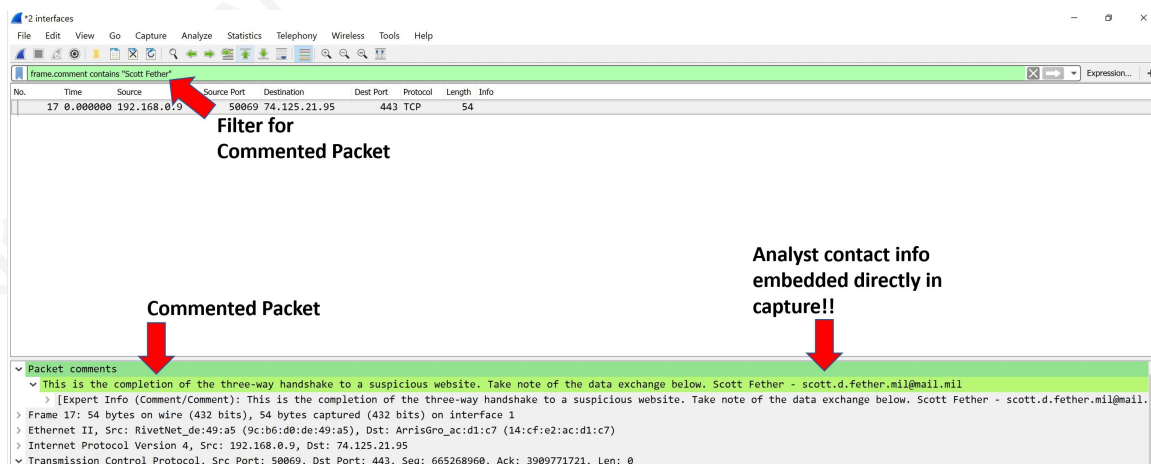 *2 interfaces
File Edit View Go Capture Analyze Statistics Telephony Wireless Tools Help
frame.comment contains "Scott Fether"
Expression... +
No. Time Source Source Port Destination Dest Port Protocol Length Info
17 0.000000 192.168.0.9 50069 74.125.21.95 443 TCP 54
Filter for
Commented Packet
Analyst contact info
embedded directly in
capture!!
Commented Packet
Packet comments
This is the completion of the three-way handshake to a suspicious website. Take note of the data exchange below. Scott Fether - scott.d.fether.mil@mail.mil
[Expert Info (Comment/Comment): This is the completion of the three-way handshake to a suspicious website. Take note of the data exchange below. Scott Fether - scott.d.fether.mil@mail.
Frame 17: 54 bytes on wire (432 bits), 54 bytes captured (432 bits) on interface 1
Ethernet II, Src: RivetNet_de:49:a5 (9c:b6:d0:de:49:a5), Dst: ArrisGro_ac:d1:c7 (14:cf:e2:ac:d1:c7)
Internet Protocol Version 4, Src: 192.168.0.9, Dst: 74.125.21.95
Transmission Control Protocol, Src Port: 50069, Dst Port: 443, Seq: 665268960, Ack: 3909771721, Len: 0